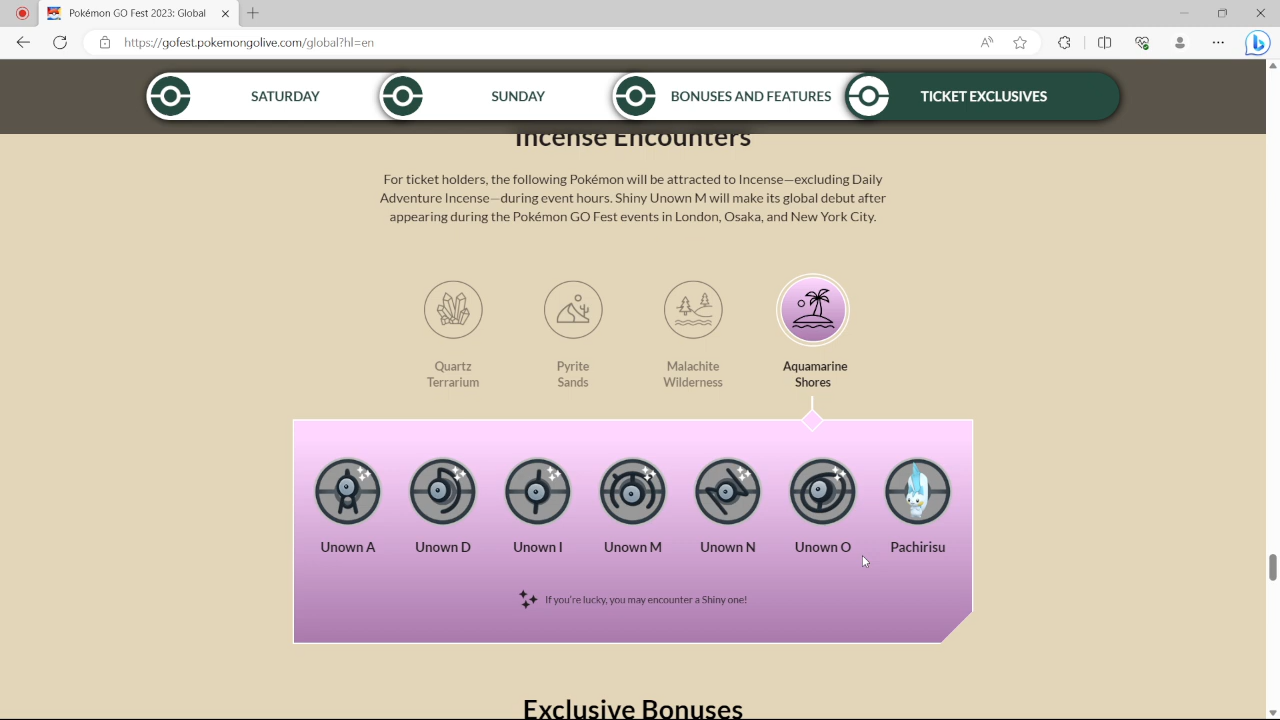 Pokémon GO Fest 2023: Global
https://gofest.pokemongolive.com/global?hl=en
SATURDAY
SUNDAY
BONUSES AND FEATURES
TICKET EXCLUSIVES
Incense Encounters
For ticket holders, the following Pokémon will be attracted to Incense—excluding Daily
Adventure Incense—during event hours. Shiny Unown M will make its global debut after
appearing during the Pokémon GO Fest events in London, Osaka, and New York City.
Quartz
Terrarium
Pyrite
Sands
Malachite
Wilderness
Aquamarine
Shores
Unown A
Unown D
Unown I
Unown M
Unown N
Unown O
Pachirisu
If you're lucky, you may encounter a Shiny one!
Exclusive Bonuses